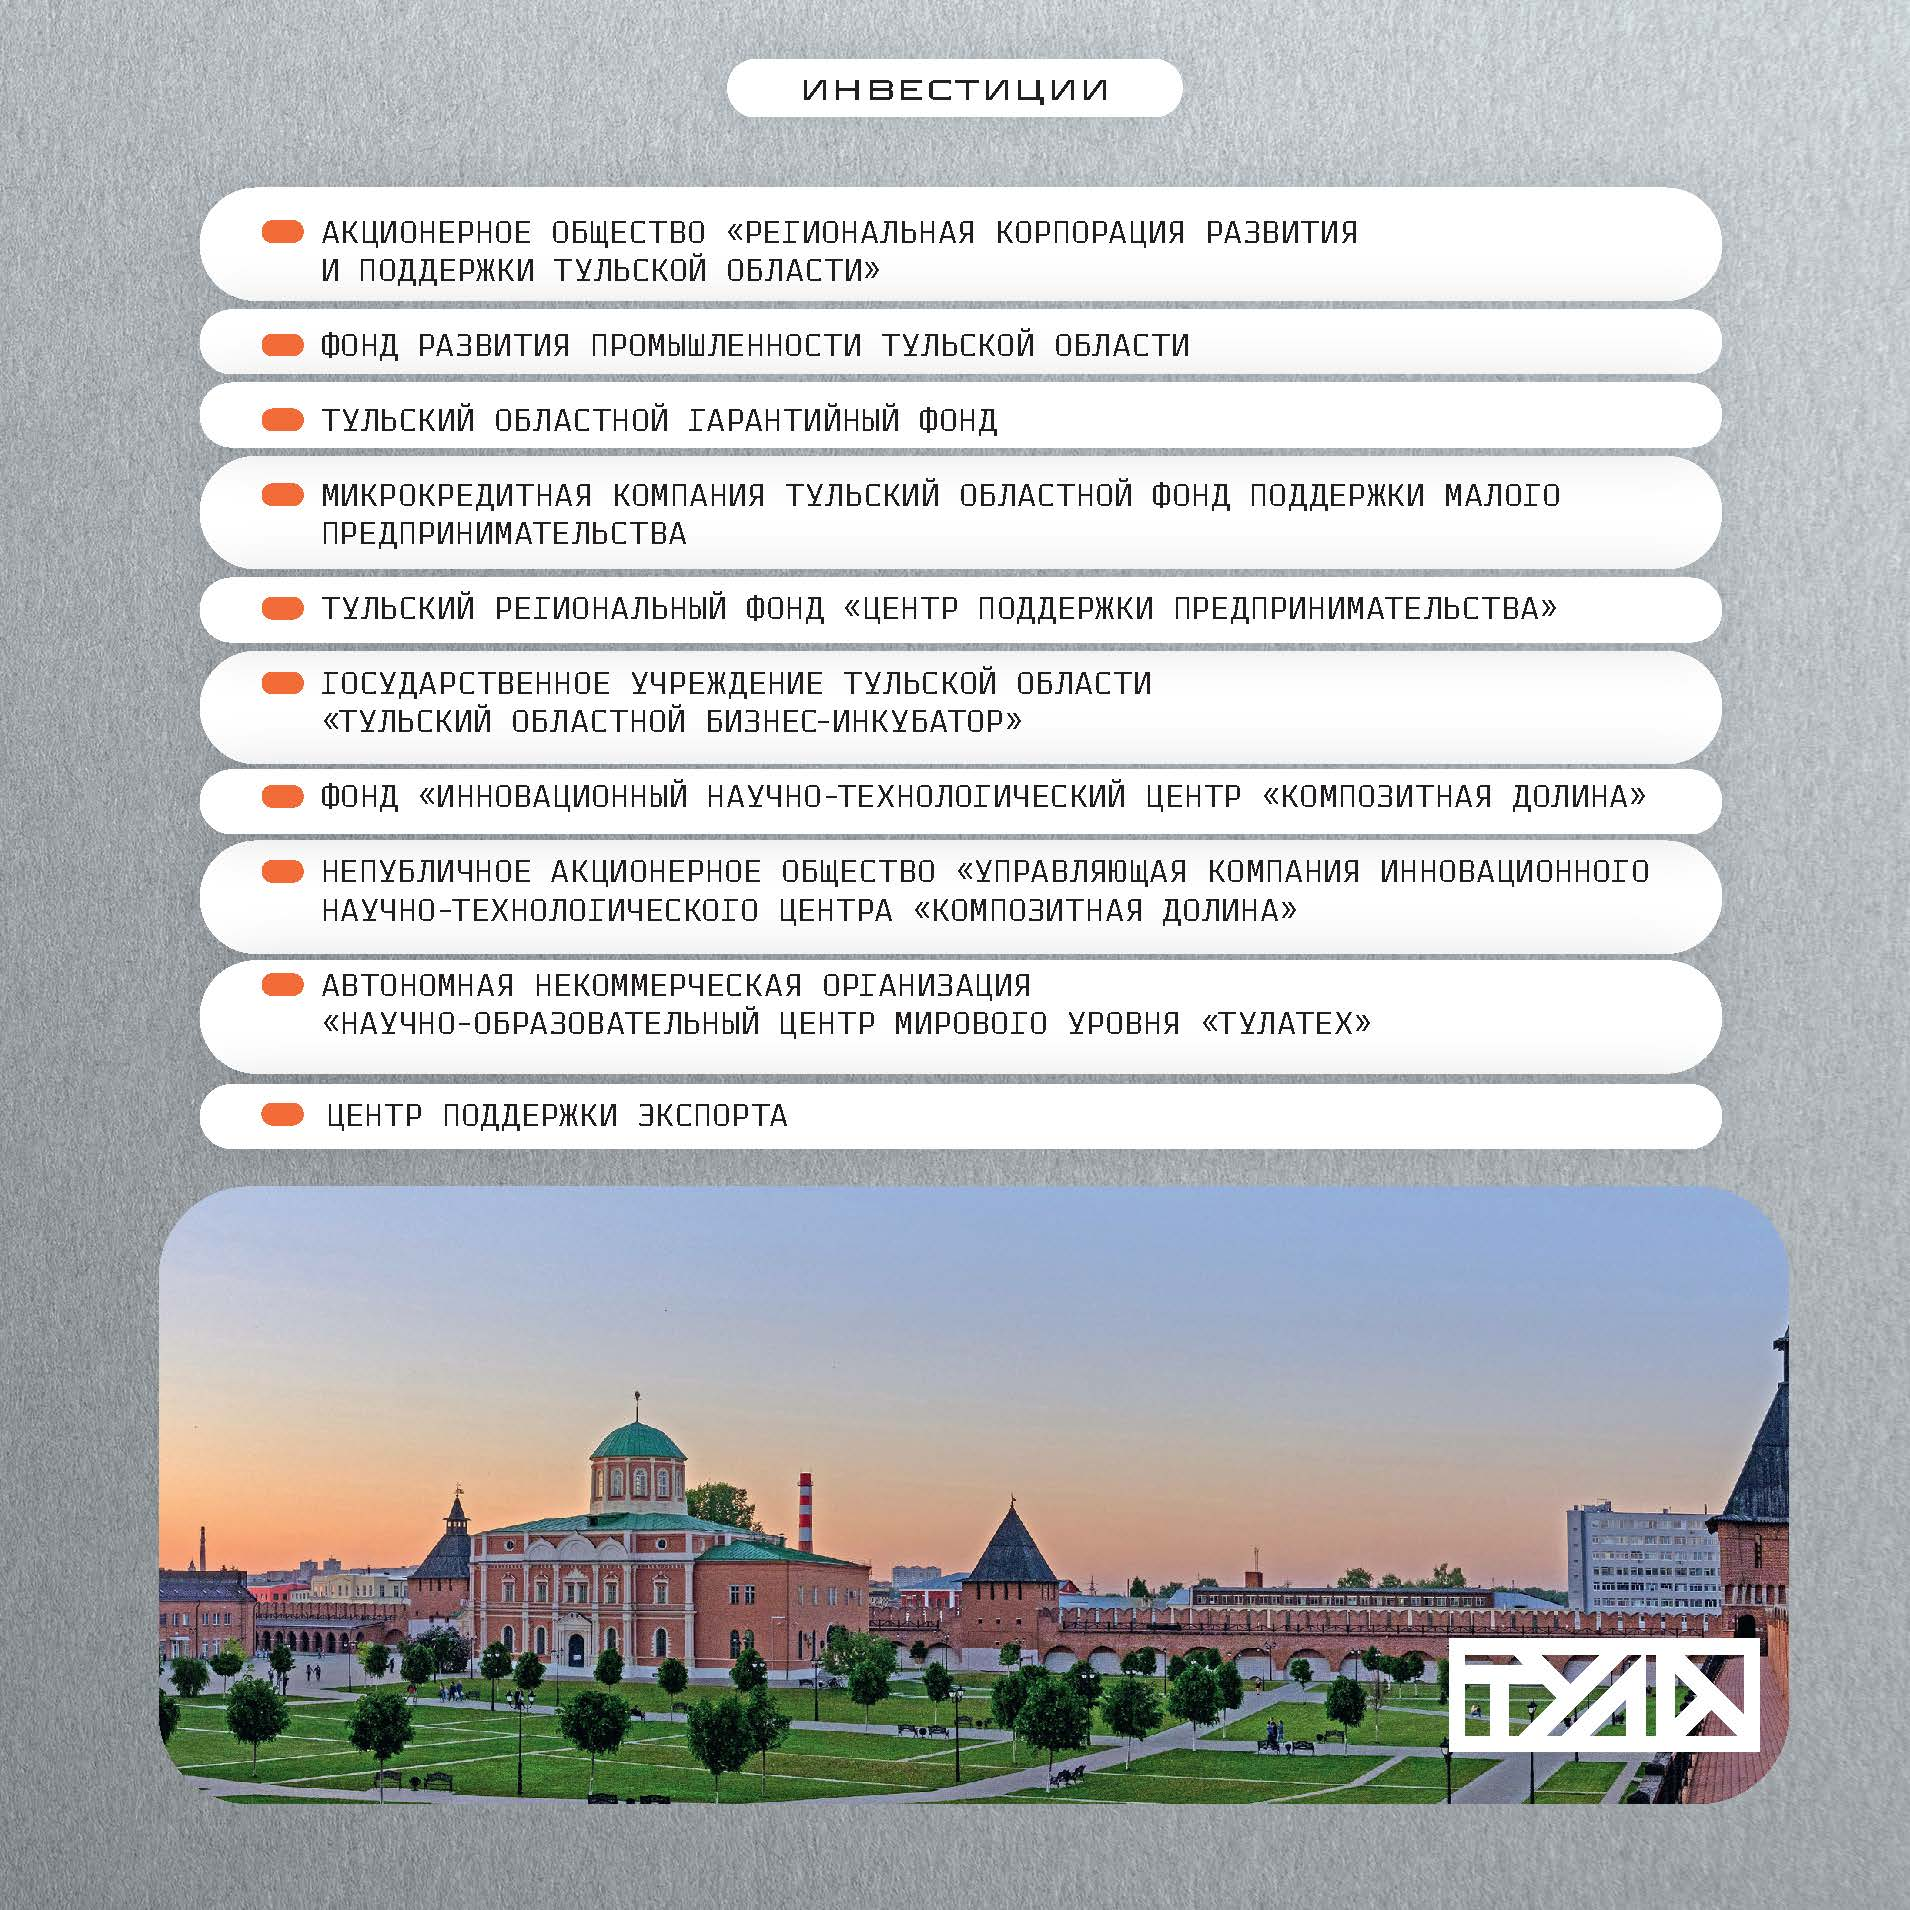 ИНВЕСТИЦИИ
АКЦИОНЕРНОЕ ОБЩЕСТВО «РЕГИОНАЛЬНАЯ КОРПОРАЦИЯ РАЗВИТИЯ
И ПОДДЕРЖКИ ТУЛЬСКОЙ ОБЛАСТИ»
ФОНД РАЗВИТИЯ ПРОМЫШЛЕННОСТИ ТУЛЬСКОЙ ОБЛАСТИ
ТУЛЬСКИЙ ОБЛАСТНОЙ ГАРАНТИЙНЫЙ ФОНД
МИКРОКРЕДИТНАЯ КОМПАНИЯ ТУЛЬСКИЙ ОБЛАСТНОЙ ФОНД ПОДДЕРЖКИ МАЛОГО
ПРЕДПРИНИМАТЕЛЬСТВА
ТУЛЬСКИЙ РЕГИОНАЛЬНЫЙ ФОНД «ЦЕНТР ПОДДЕРЖКИ ПРЕДПРИНИМАТЕЛЬСТВА»
ГОСУДАРСТВЕННОЕ УЧРЕЖДЕНИЕ ТУЛЬСКОЙ ОБЛАСТИ
«ТУЛЬСКИЙ ОБЛАСТНОЙ БИЗНЕС-ИНКУБАТОР»
ФОНД «ИННОВАЦИОННЫЙ НАУЧНО-ТЕХНОЛОГИЧЕСКИЙ ЦЕНТР «КОМПОЗИТНАЯ ДОЛИНА»
НЕПУБЛИЧНОЕ АКЦИОНЕРНОЕ ОБЩЕСТВО «УПРАВЛЯЮЩАЯ КОМПАНИЯ ИННОВАЦИОННОГО
НАУЧНО-ТЕХНОЛОГИЧЕСКОГО ЦЕНТРА «КОМПОЗИТНАЯ ДОЛИНА»
АВТОНОМНАЯ НЕКОММЕРЧЕСКАЯ ОРГАНИЗАЦИЯ
«НАУЧНО-ОБРАЗОВАТЕЛЬНЫЙ ЦЕНТР МИРОВОГО УРОВНЯ «ТУЛАТЕХ»
ЦЕНТР ПОДДЕРЖКИ ЭКСПОРТА
ТУЛА